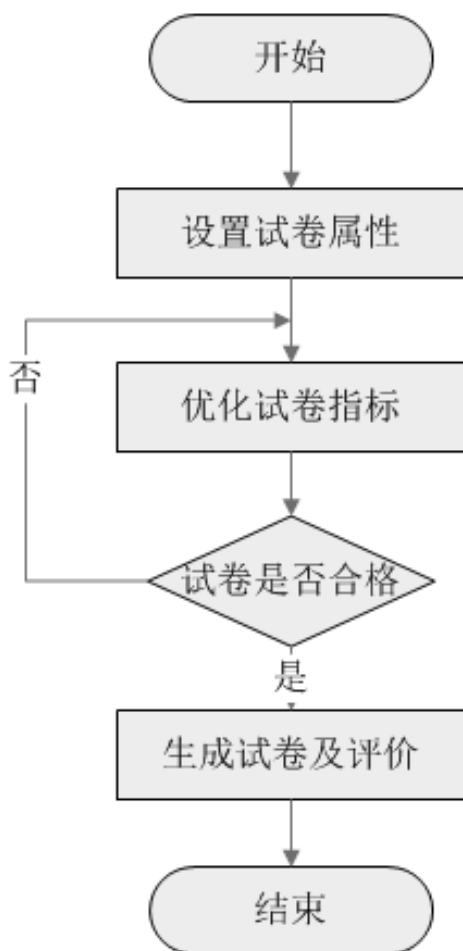 开始
设置试卷属性
否
优化试卷指标
试卷是否合格
是
生成试卷及评价
结束